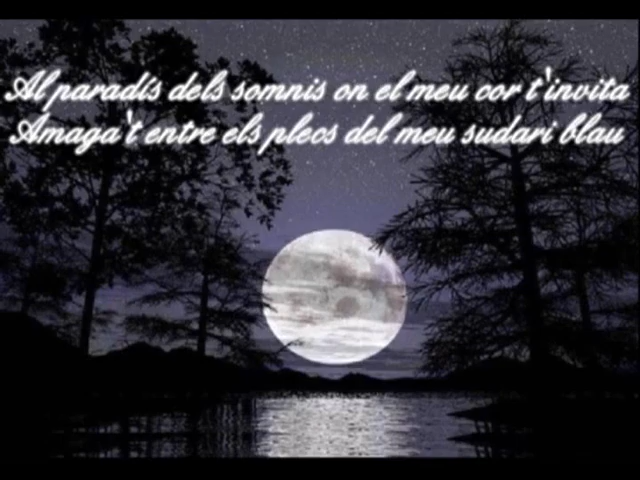 Al paradís dels somnis on el meu cor t'invita
Amaga't entre els plecs del meu sudari blau